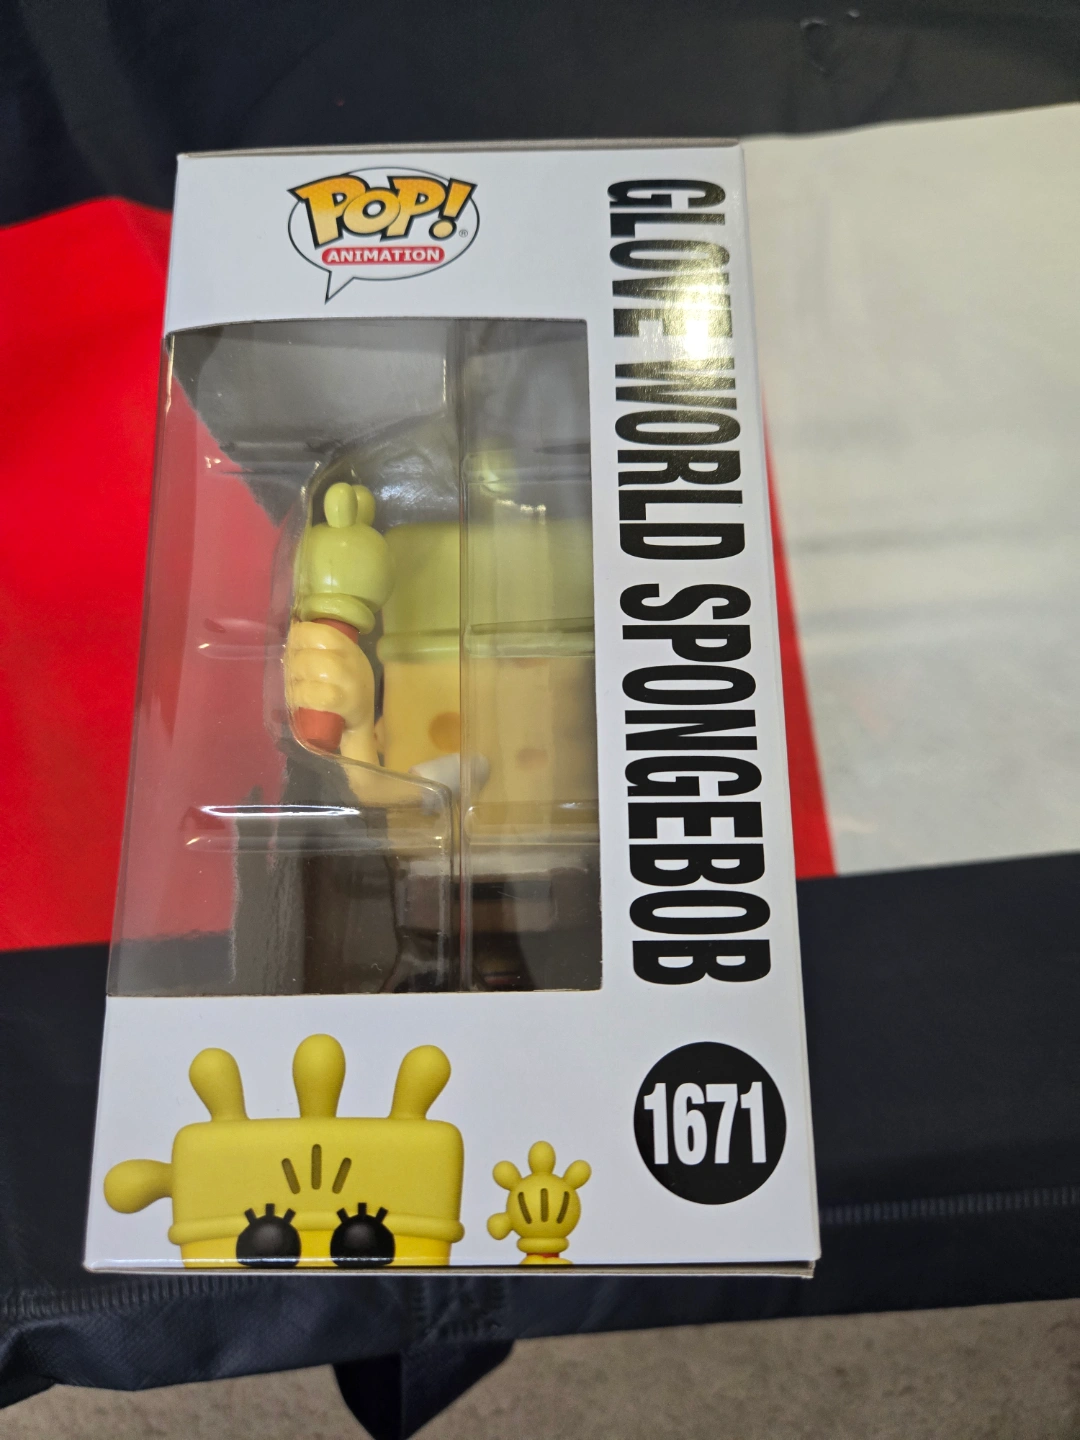 POP!
ANIMATION
GLOVE WORLD SPONGEBOB
1671